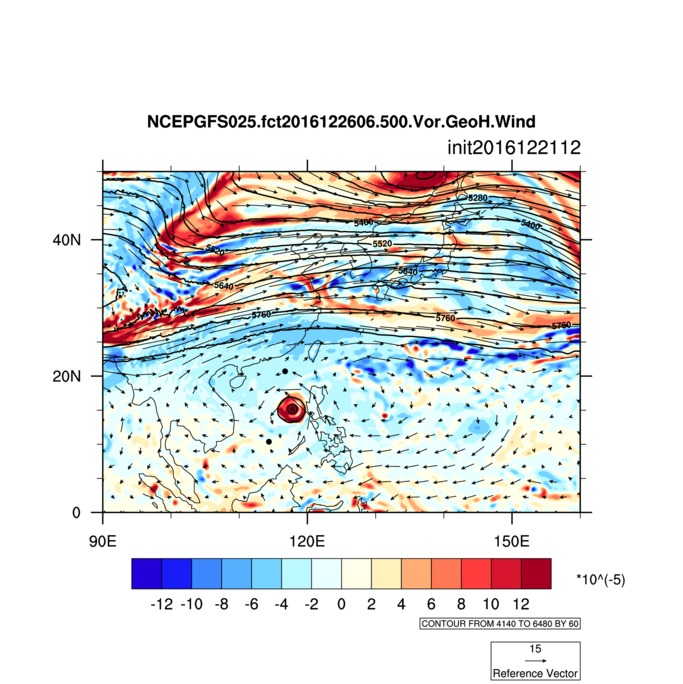 NCEPGFS025.fct2016122606.500.Vor.GeoH.Wind
init2016122112
5280
5400
5400
40N
5520
5520
5640
5640
5760
5760
5760
20N
0
90E 120E 150E
-12 -10 -8 -6 -4 -2 0 2 4 6 8 10 12
*10^(-5)
CONTOUR FROM 4140 TO 6480 BY 60
15
Reference Vector